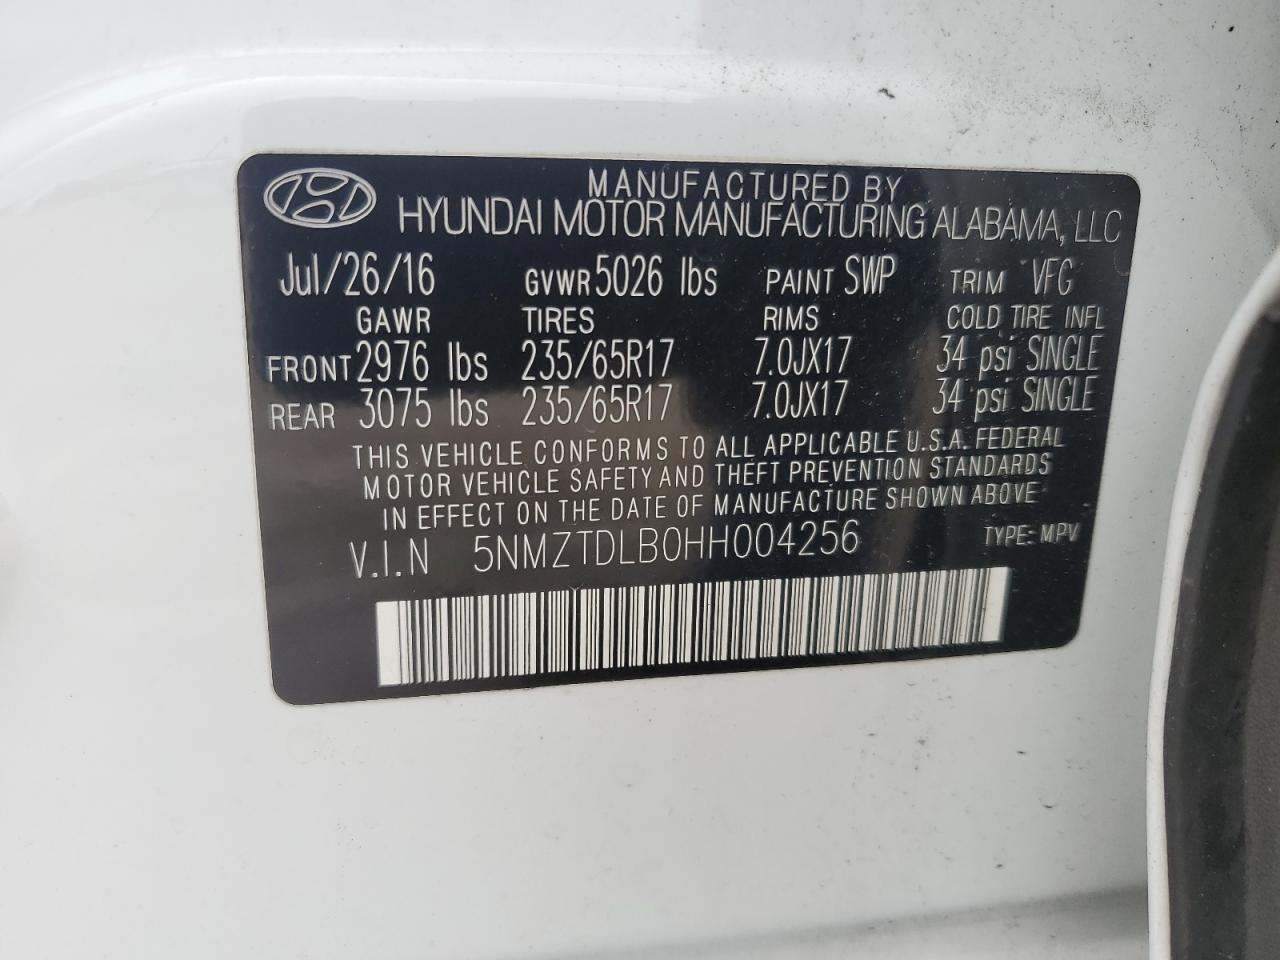 MANUFACTURED BY
HYUNDAI MOTOR MANUFACTURING ALABAMA, LLC
Jul/26/16 GVWR 5026 lbs PAINT SWP TRIM VFG
GAWR TIRES RIMS COLD TIRE INFL
FRONT 2976 lbs 235/65R17 7.0JX17 34 psi SINGLE
REAR 3075 lbs 235/65R17 7.0JX17 34 psi SINGLE
THIS VEHICLE CONFORMS TO ALL APPLICABLE U.S.A. FEDERAL
MOTOR VEHICLE SAFETY AND THEFT PREVENTION STANDARDS
IN EFFECT ON THE DATE OF MANUFACTURE SHOWN ABOVE
V.I.N 5NMZTDLB0HH004256 TYPE: MPV